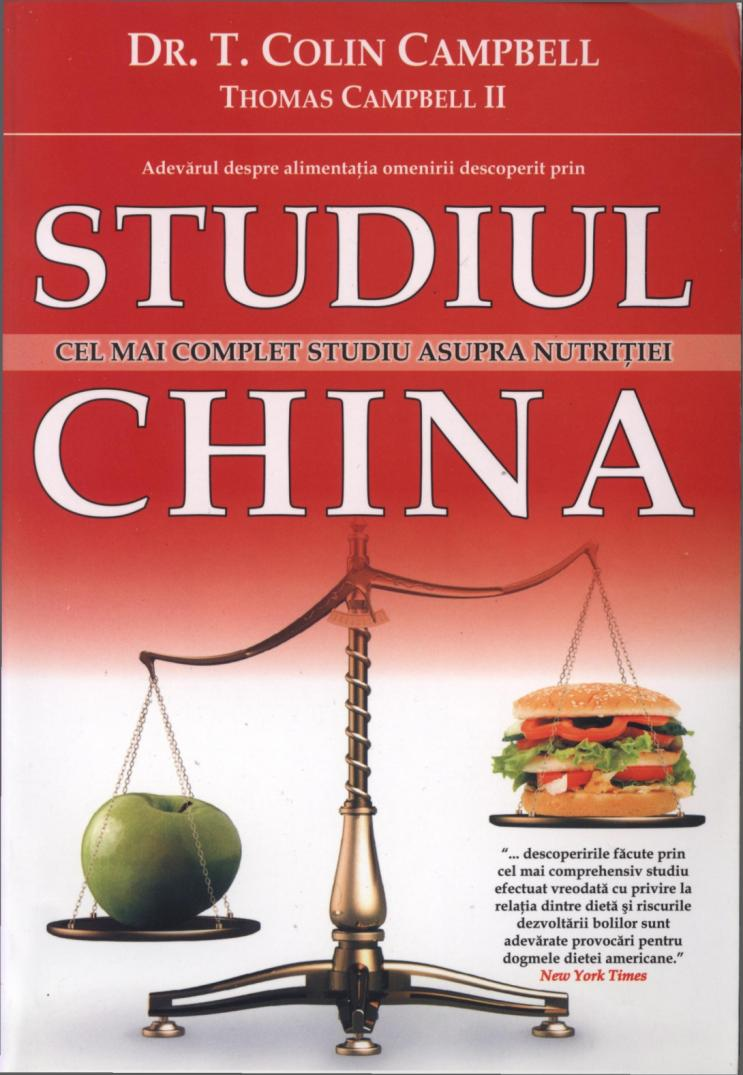 DR. T. COLIN CAMPBELL
THOMAS CAMPBELL II
Adevărul despre alimentația omenirii descoperit prin
STUDIUL
CEL MAI COMPLET STUDIU ASUPRA NUTRIȚIEI
CHINA
“... descoperirile făcute prin
cel mai comprehensiv studiu
efectuat vreodată cu privire la
relația dintre dietă şi riscurile
dezvoltării bolilor sunt
adevărate provocări pentru
dogmele dietei americane.”
New York Times